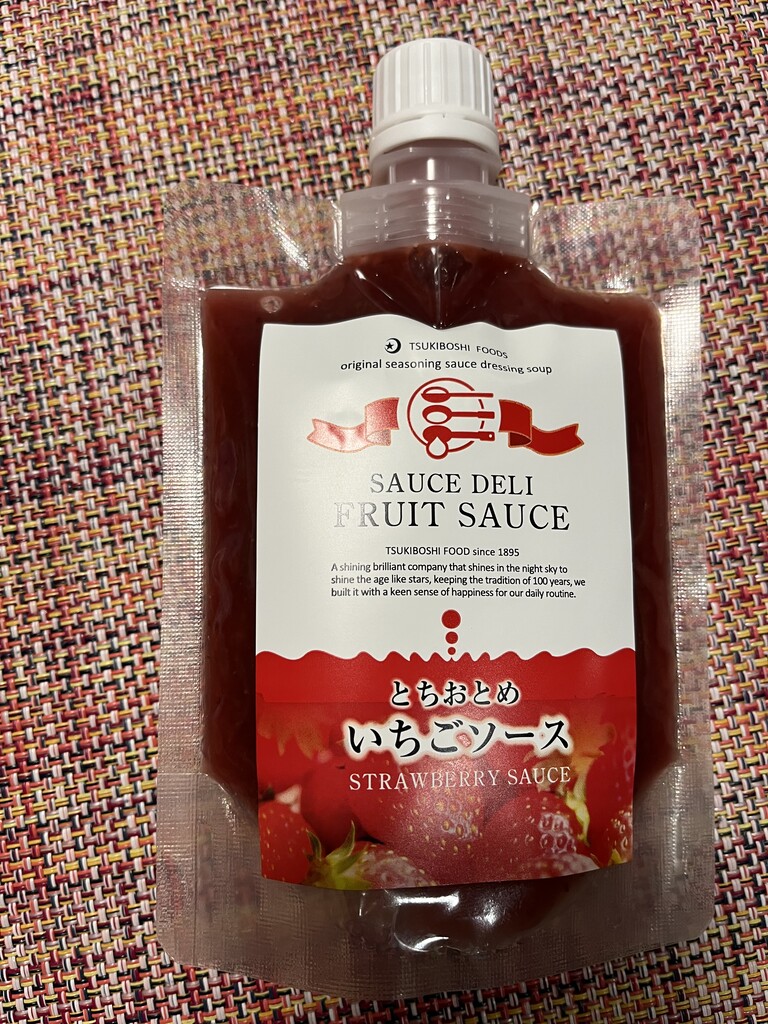 TSUKIBOSHI FOODS
original seasoning sauce dressing soup
SAUCE DELI
FRUIT SAUCE
TSUKIBOSHI FOOD since 1895
A shining brilliant company that shines in the night sky to
shine the age like stars, keeping the tradition of 100 years, we
built it with a keen sense of happiness for our daily routine.
とちおとめ
いちごソース
STRAWBERRY SAUCE